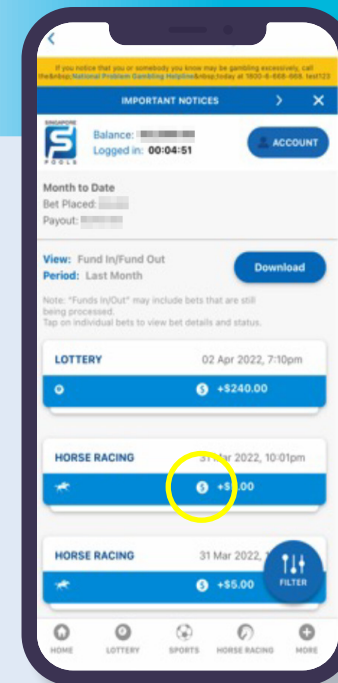 If you notice that you or somebody you know may be gambling excessively, call
the&nbsp;National Problem Gambling Helpline&nbsp;today at 1800-6-668-668. test123
IMPORTANT NOTICES
SINGAPORE
POOLS
Balance:
Logged in: 00:04:51
ACCOUNT
Month to Date
Bet Placed:
Payout:
View: Fund In/Fund Out
Period: Last Month
Download
Note: "Funds In/Out" may include bets that are still
being processed.
Tap on individual bets to view bet details and status.
LOTTERY 02 Apr 2022, 7:10pm
$ +$240.00
HORSE RACING 31 Mar 2022, 10:01pm
$ .00
HORSE RACING 31 Mar 2022,
$ +$5.00
FILTER
HOME LOTTERY SPORTS HORSE RACING MORE